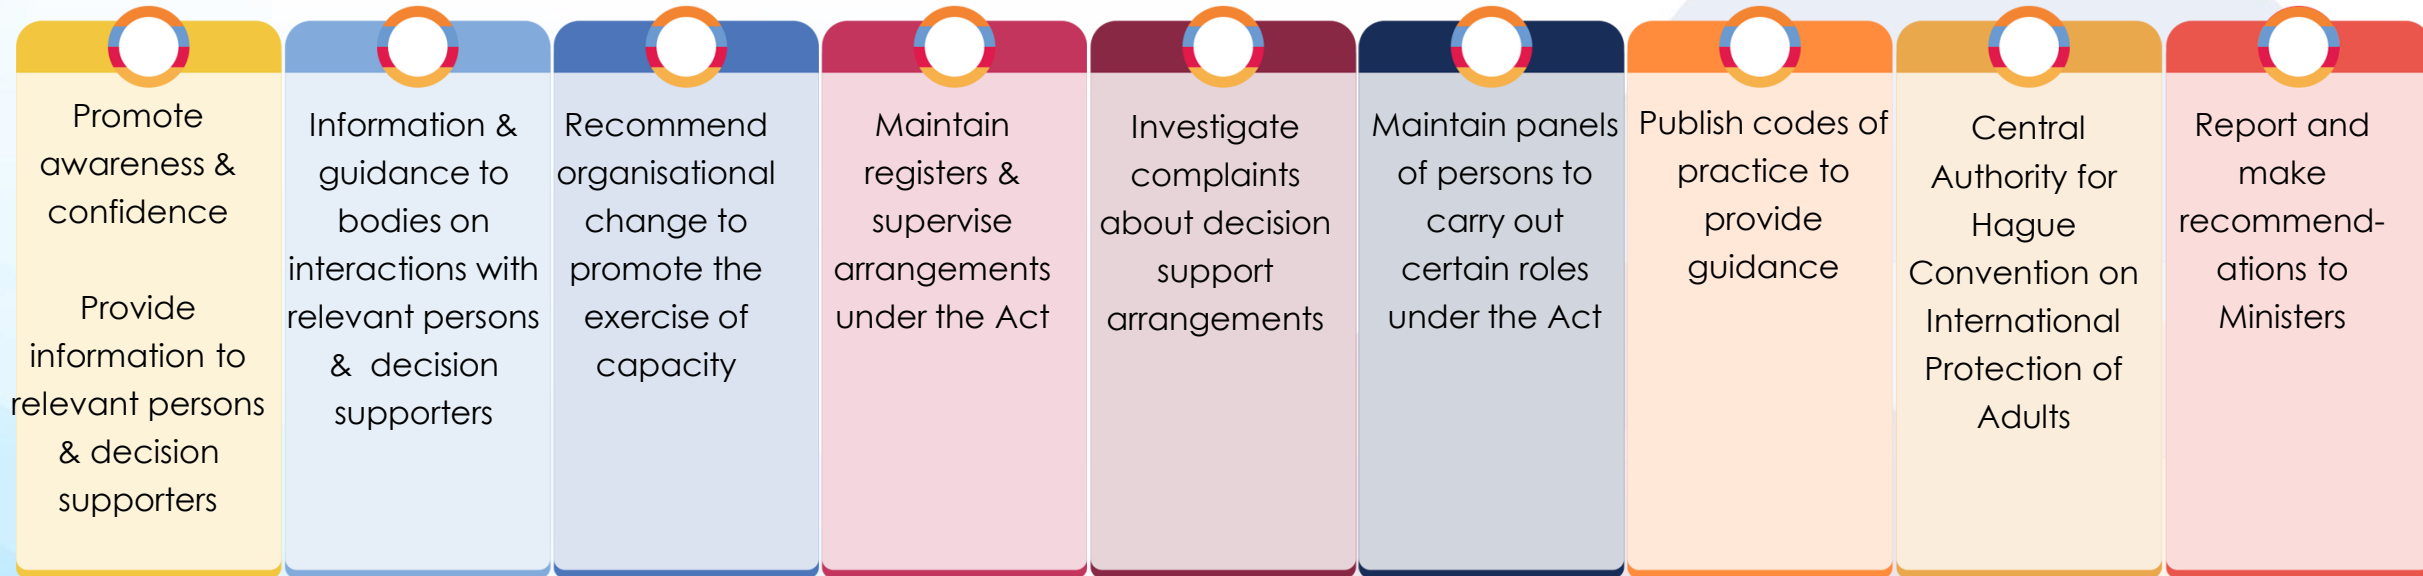 Promote
awareness &
confidence
Provide
information to
relevant persons
& decision
supporters
Information &
guidance to
bodies on
interactions with
relevant persons
& decision
supporters
Recommend
organisational
change to
promote the
exercise of
capacity
Maintain
registers &
supervise
arrangements
under the Act
Investigate
complaints
about decision
support
arrangements
Maintain panels
of persons to
carry out
certain roles
under the Act
Publish codes of
practice to
provide
guidance
Central
Authority for
Hague
Convention on
International
Protection of
Adults
Report and
make
recommend-
ations to
Ministers